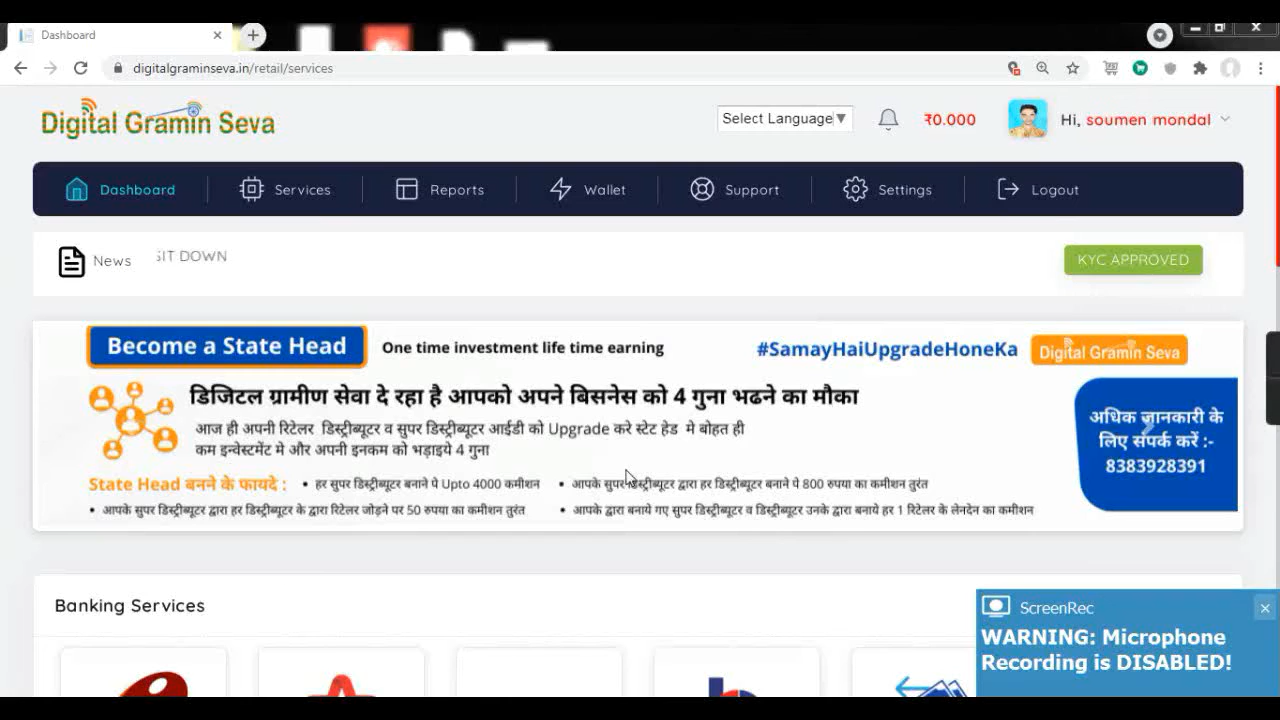 Dashboard
digitalgraminseva.in/retail/services
Digital Gramin Seva
Select Language ▼
₹0.000
Hi, soumen mondal
Dashboard
Services
Reports
Wallet
Support
Settings
Logout
News
SIT DOWN
KYC APPROVED
Become a State Head
One time investment life time earning
#SamayHaiUpgradeHoneKa
Digital Gramin Seva
डिजिटल ग्रामीण सेवा दे रहा है आपको अपने बिसनेस को 4 गुना भढने का मौका
आज ही अपनी रिटेलर डिस्ट्रीब्यूटर व सुपर डिस्ट्रीब्यूटर आईडी को Upgrade करे स्टेट हेड मे बोहत ही
कम इन्वेस्टमेंट मे और अपनी इनकम को भड़ाइये 4 गुना
अधिक जानकारी के
लिए संपर्क करें :-
8383928391
State Head बनने के फायदे :
• हर सुपर डिस्ट्रीब्यूटर बनाने पे Upto 4000 कमीशन
• आपके सुपर डिस्ट्रीब्यूटर द्वारा हर डिस्ट्रीब्यूटर बनाने पे 800 रुपया का कमीशन तुरंत
• आपके सुपर डिस्ट्रीब्यूटर द्वारा हर डिस्ट्रीब्यूटर के द्वारा रिटेलर जोड़ने पर 50 रुपया का कमीशन तुरंत
• आपके द्वारा बनाये गए सुपर डिस्ट्रीब्यूटर व डिस्ट्रीब्यूटर उनके द्वारा बनाये हर 1 रिटेलर के लेनदेन का कमीशन
Banking Services
ScreenRec
WARNING: Microphone
Recording is DISABLED!